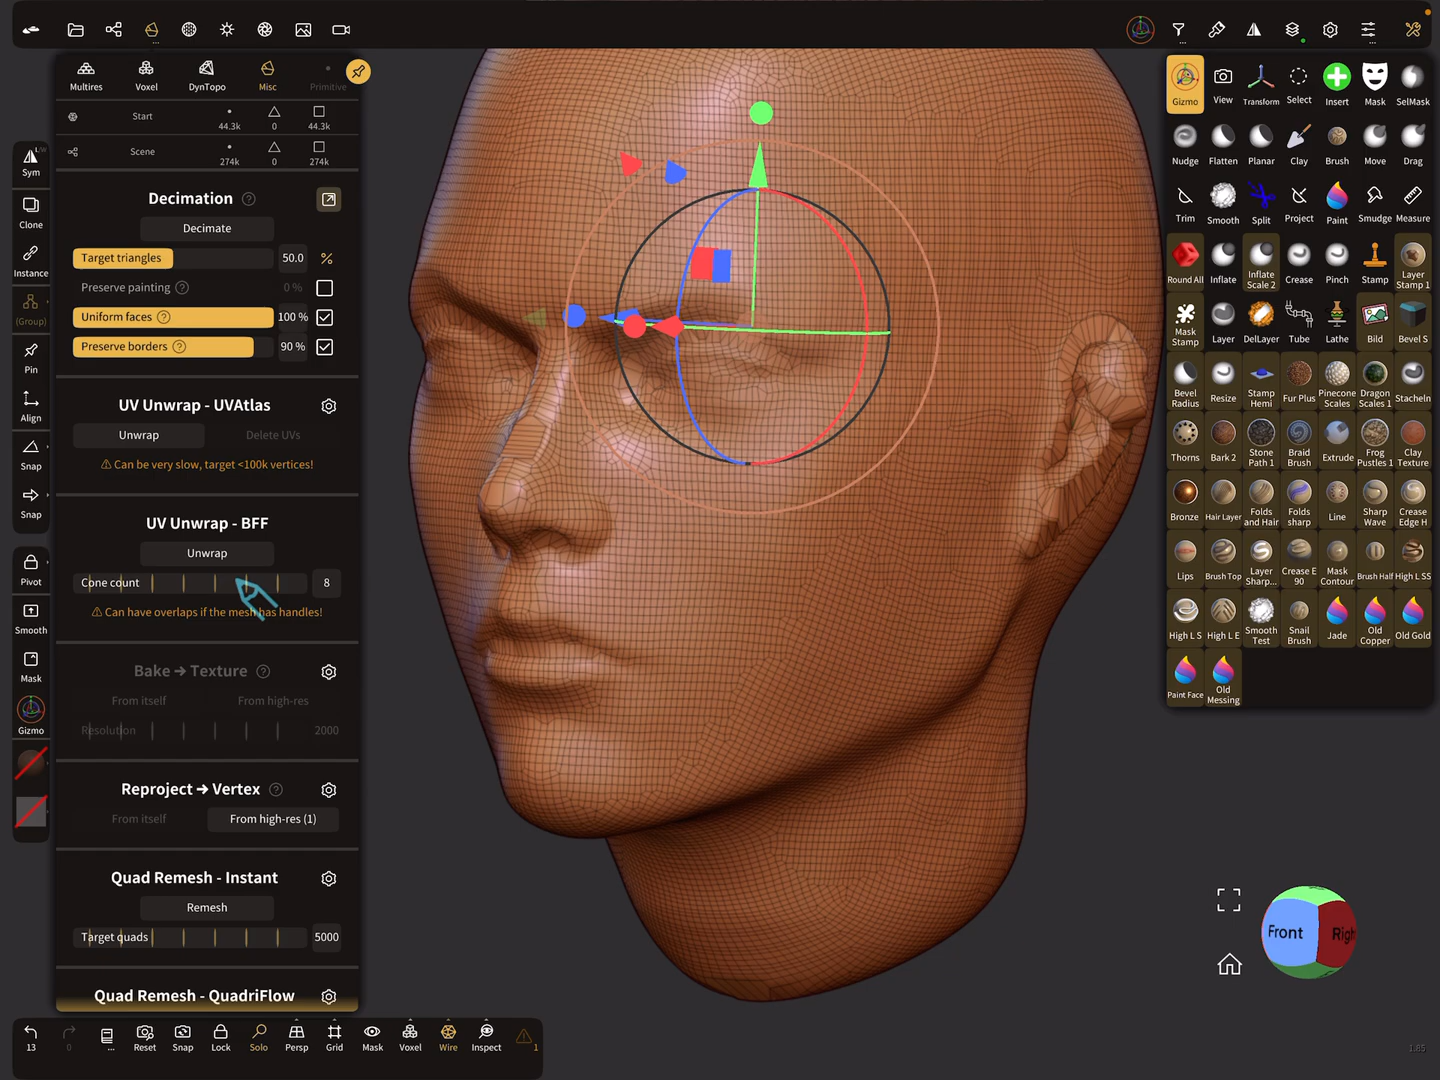 Multires Voxel DynTopo Misc Primitive
Start 44.3k 0 44.3k
Scene 274k 0 274k
Decimation ?
Decimate
Target triangles 50.0 %
Preserve painting ? 0 %
Uniform faces ? 100 %
Preserve borders ? 90 %
UV Unwrap - UVAtlas
Unwrap Delete UVs
⚠ Can be very slow, target <100k vertices!
UV Unwrap - BFF
Unwrap
Cone count 8
⚠ Can have overlaps if the mesh has handles!
Bake → Texture ?
From itself From high-res
Resolution 2000
Reproject → Vertex ?
From itself From high-res (1)
Quad Remesh - Instant
Remesh
Target quads 5000
Quad Remesh - QuadriFlow
Sym
Clone
Instance
(Group)
Pin
Align
Snap
Snap
Pivot
Smooth
Mask
Gizmo
Gizmo View Transform Select Insert Mask SelMask
Nudge Flatten Planar Clay Brush Move Drag
Trim Smooth Split Project Paint Smudge Measure
Round All Inflate Inflate Scale 2 Crease Pinch Stamp Layer Stamp 1
Mask Stamp Layer DelLayer Tube Lathe Bild Bevel S
Bevel Radius Resize Stamp Hemi Fur Plus Pinecone Scales Dragon Scales 1 Stacheln
Thorns Bark 2 Stone Path 1 Braid Brush Extrude Frog Pustles 1 Clay Texture
Bronze Hair Layer Folds and Hair Folds sharp Line Sharp Wave Crease Edge H
Lips Brush Top Layer Sharp... Crease E 90 Mask Contour Brush Half High L SS
High L S High L E Smooth Test Snail Brush Jade Old Copper Old Gold
Paint Face Old Messing
Front Righ
13 0 ... Reset Snap Lock Solo Persp Grid Mask Voxel Wire Inspect 1
1.85